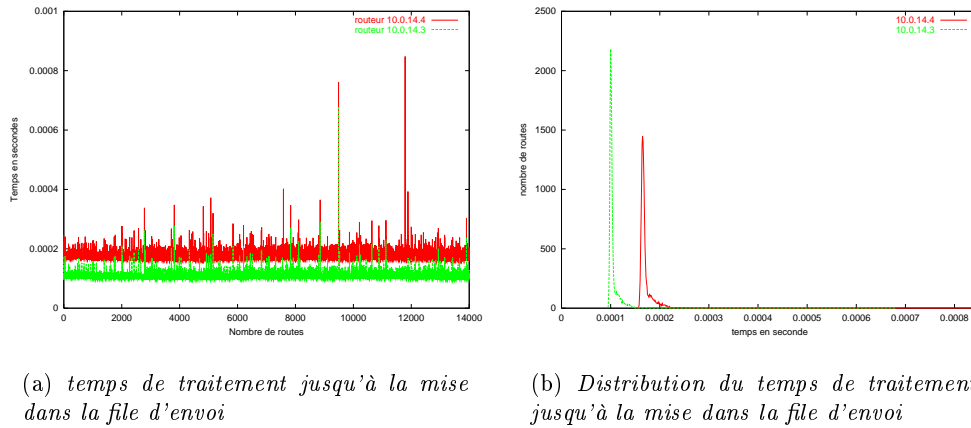 0.001
0.0008
0.0006
0.0004
0.0002
0
Temps en secondes
routeur 10.0.14.4
routeur 10.0.14.3
0 2000 4000 6000 8000 10000 12000 14000
Nombre de routes
(a) temps de traitement jusqu'à la mise
dans la file d'envoi
2500
2000
1500
1000
500
0
nombre de routes
10.0.14.4
10.0.14.3
0 0.0001 0.0002 0.0003 0.0004 0.0005 0.0006 0.0007 0.0008
temps en seconde
(b) Distribution du temps de traitement
jusqu'à la mise dans la file d'envoi